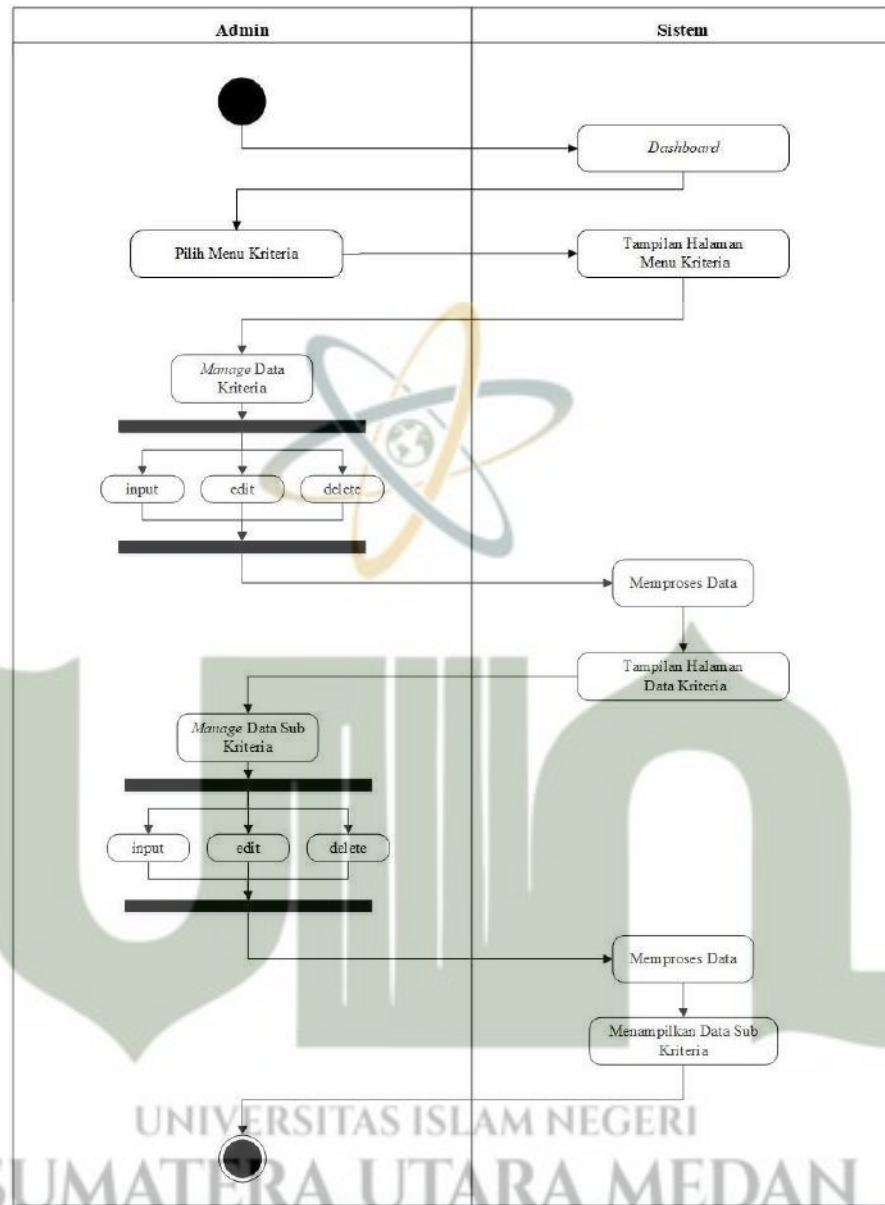 Admin
Sistem
Dashboard
Pilih Menu Kriteria
Tampilan Halaman
Menu Kriteria
Manage Data
Kriteria
input
edit
delete
Memproses Data
Tampilan Halaman
Data Kriteria
Manage Data Sub
Kriteria
input
edit
delete
Memproses Data
Menampilkan Data Sub
Kriteria
UNIVERSITAS ISLAM NEGERI
SUMATERA UTARA MEDAN